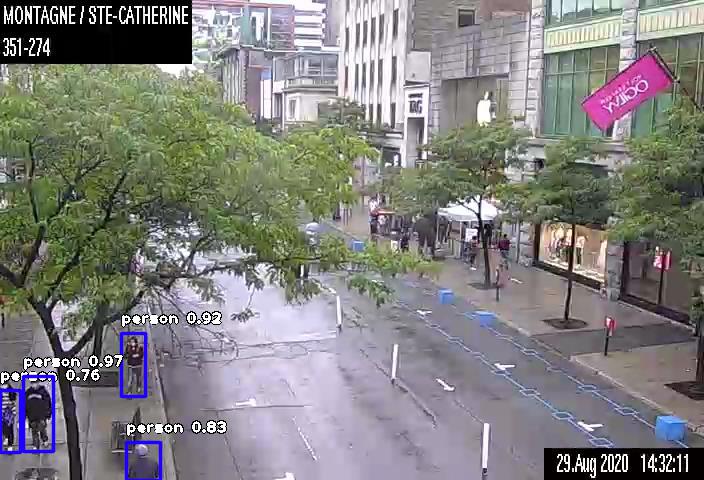 MONTAGNE / STE-CATHERINE
351-274
OGILVY
person 0.92
person 0.97
person 0.76
person 0.83
29.Aug 2020 14:32:11